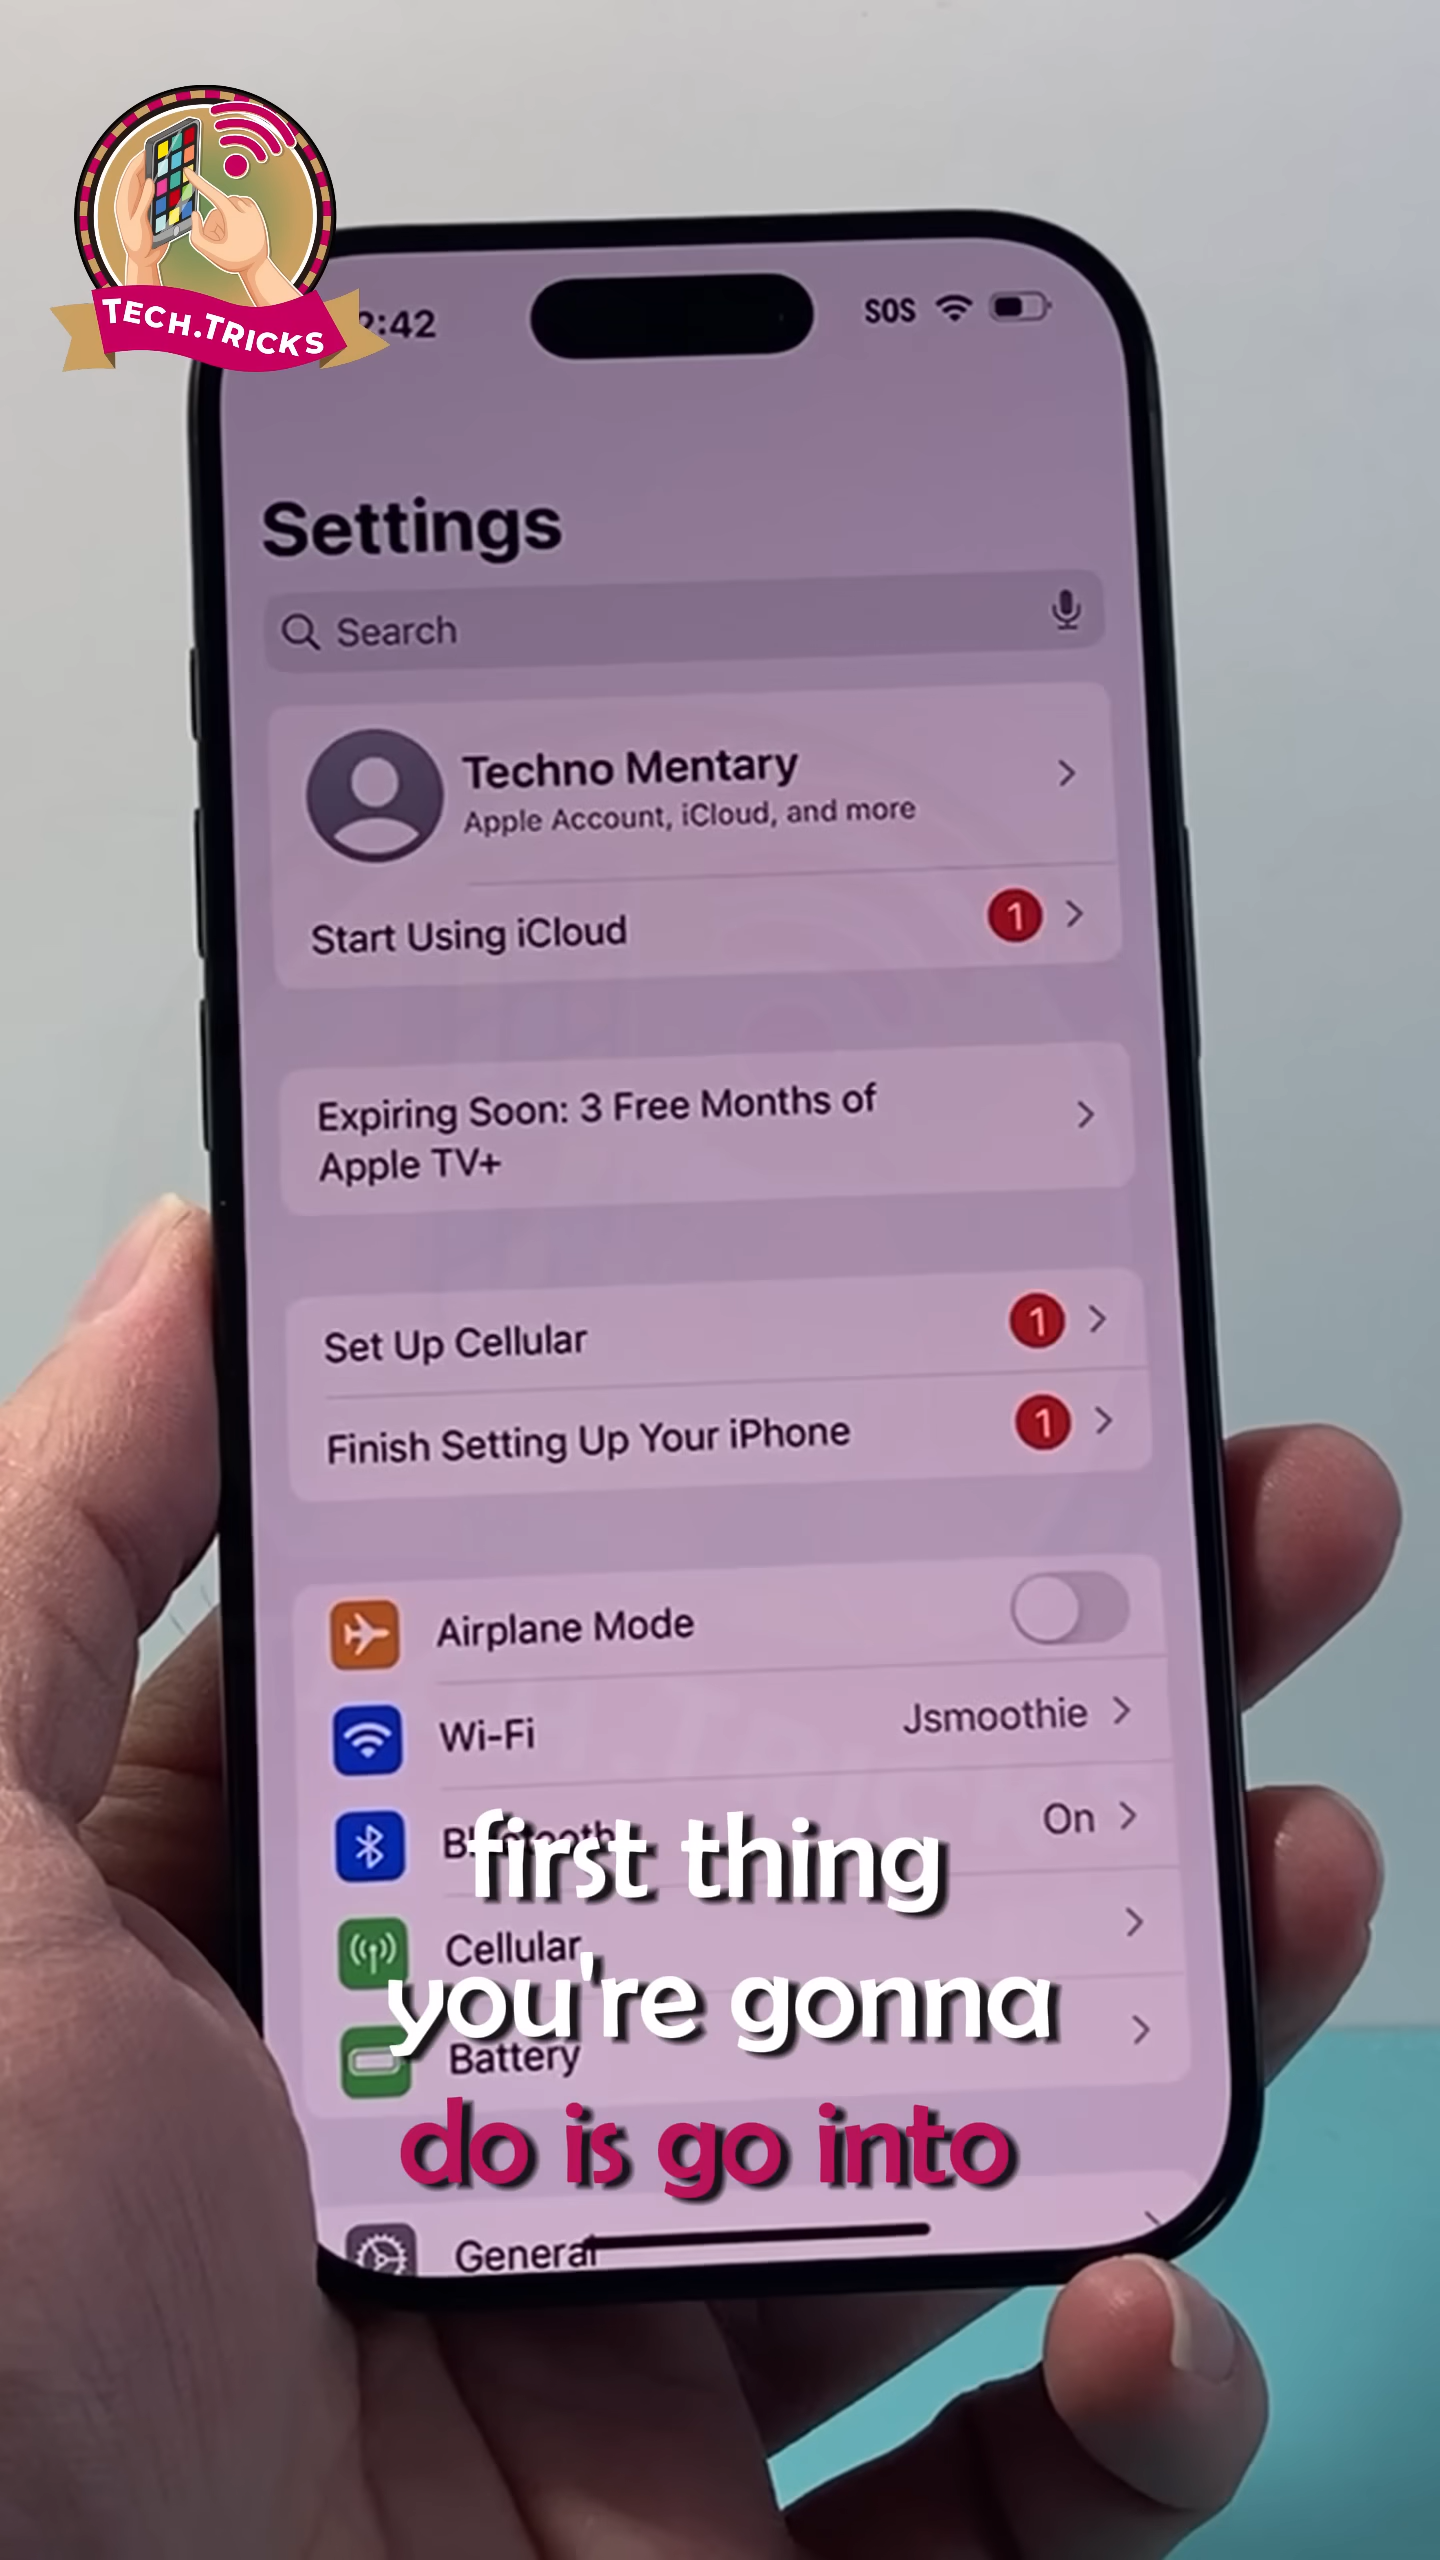 TECH.TRICKS
:42
SOS
Settings
Search
Techno Mentary
Apple Account, iCloud, and more
Start Using iCloud
1
Expiring Soon: 3 Free Months of
Apple TV+
Set Up Cellular
1
Finish Setting Up Your iPhone
1
Airplane Mode
Wi-Fi
Jsmoothie
Bluetooth
On
first thing
Cellular
you're gonna
Battery
do is go into
General